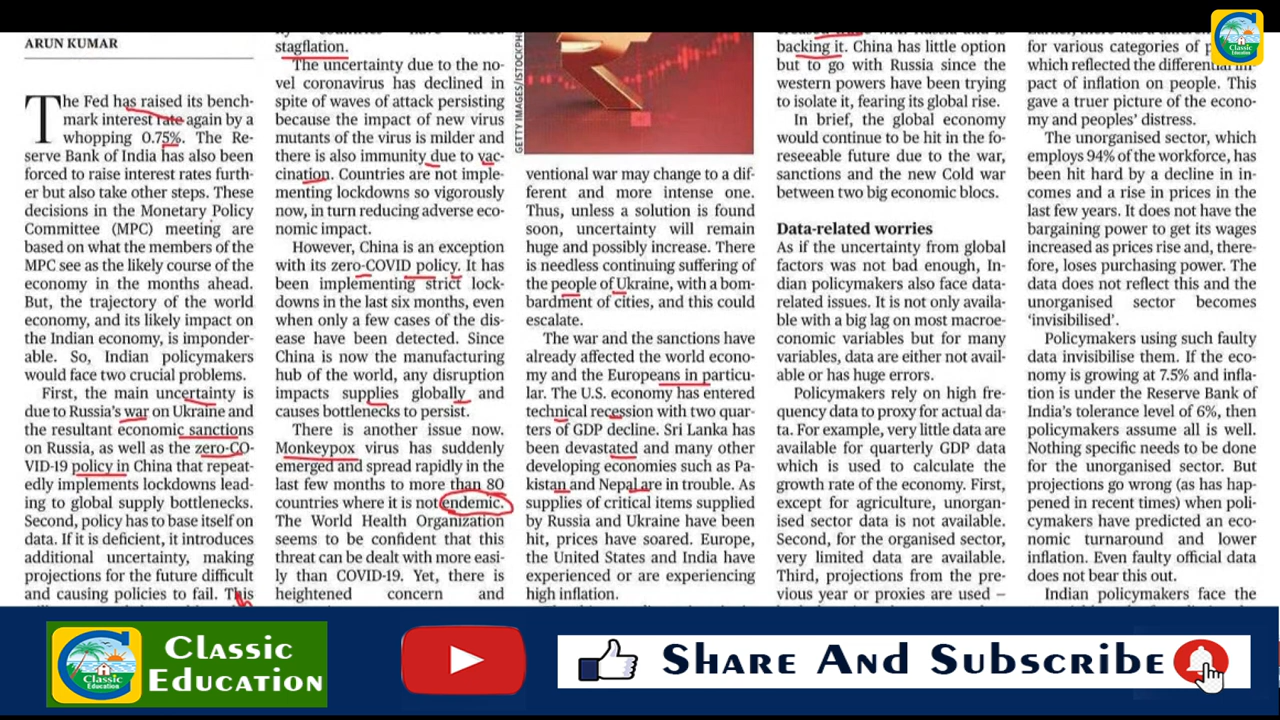 ARUN KUMAR
The Fed has raised its bench-
mark interest rate again by a
whopping 0.75%. The Re-
serve Bank of India has also been
forced to raise interest rates furth-
er but also take other steps. These
decisions in the Monetary Policy
Committee (MPC) meeting are
based on what the members of the
MPC see as the likely course of the
economy in the months ahead.
But, the trajectory of the world
economy, and its likely impact on
the Indian economy, is imponder-
able. So, Indian policymakers
would face two crucial problems.
First, the main uncertainty is
due to Russia's war on Ukraine and
the resultant economic sanctions
on Russia, as well as the zero-CO-
VID-19 policy in China that repeat-
edly implements lockdowns lead-
ing to global supply bottlenecks.
Second, policy has to base itself on
data. If it is deficient, it introduces
additional uncertainty, making
projections for the future difficult
and causing policies to fail. This
stagflation.
The uncertainty due to the no-
vel coronavirus has declined in
spite of waves of attack persisting
because the impact of new virus
mutants of the virus is milder and
there is also immunity due to vac-
cination. Countries are not imple-
menting lockdowns so vigorously
now, in turn reducing adverse eco-
nomic impact.
However, China is an exception
with its zero-COVID policy. It has
been implementing strict lock-
downs in the last six months, even
when only a few cases of the dis-
ease have been detected. Since
China is now the manufacturing
hub of the world, any disruption
impacts supplies globally and
causes bottlenecks to persist.
There is another issue now.
Monkeypox virus has suddenly
emerged and spread rapidly in the
last few months to more than 80
countries where it is not endemic.
The World Health Organization
seems to be confident that this
threat can be dealt with more easi-
ly than COVID-19. Yet, there is
heightened concern and
GETTY IMAGES/ISTOCKPHO
ventional war may change to a dif-
ferent and more intense one.
Thus, unless a solution is found
soon, uncertainty will remain
huge and possibly increase. There
is needless continuing suffering of
the people of Ukraine, with a bom-
bardment of cities, and this could
escalate.
The war and the sanctions have
already affected the world econo-
my and the Europeans in particu-
lar. The U.S. economy has entered
technical recession with two quar-
ters of GDP decline. Sri Lanka has
been devastated and many other
developing economies such as Pa-
kistan and Nepal are in trouble. As
supplies of critical items supplied
by Russia and Ukraine have been
hit, prices have soared. Europe,
the United States and India have
experienced or are experiencing
high inflation.
backing it. China has little option
but to go with Russia since the
western powers have been trying
to isolate it, fearing its global rise.
In brief, the global economy
would continue to be hit in the fo-
reseeable future due to the war,
sanctions and the new Cold war
between two big economic blocs.
Data-related worries
As if the uncertainty from global
factors was not bad enough, In-
dian policymakers also face data-
related issues. It is not only availa-
ble with a big lag on most macroe-
conomic variables but for many
variables, data are either not avail-
able or has huge errors.
Policymakers rely on high fre-
quency data to proxy for actual da-
ta. For example, very little data are
available for quarterly GDP data
which is used to calculate the
growth rate of the economy. First,
except for agriculture, unorgan-
ised sector data is not available.
Second, for the organised sector,
very limited data are available.
Third, projections from the pre-
vious year or proxies are used —
for various categories of
which reflected the differential im-
pact of inflation on people. This
gave a truer picture of the econo-
my and peoples' distress.
The unorganised sector, which
employs 94% of the workforce, has
been hit hard by a decline in in-
comes and a rise in prices in the
last few years. It does not have the
bargaining power to get its wages
increased as prices rise and, there-
fore, loses purchasing power. The
data does not reflect this and the
unorganised sector becomes
'invisibilised'.
Policymakers using such faulty
data invisibilise them. If the eco-
nomy is growing at 7.5% and infla-
tion is under the Reserve Bank of
India's tolerance level of 6%, then
policymakers assume all is well.
Nothing specific needs to be done
for the unorganised sector. But
projections go wrong (as has hap-
pened in recent times) when poli-
cymakers have predicted an eco-
nomic turnaround and lower
inflation. Even faulty official data
does not bear this out.
Indian policymakers face the
Classic
Education
Classic
Education
Classic
Education
Share And Subscribe